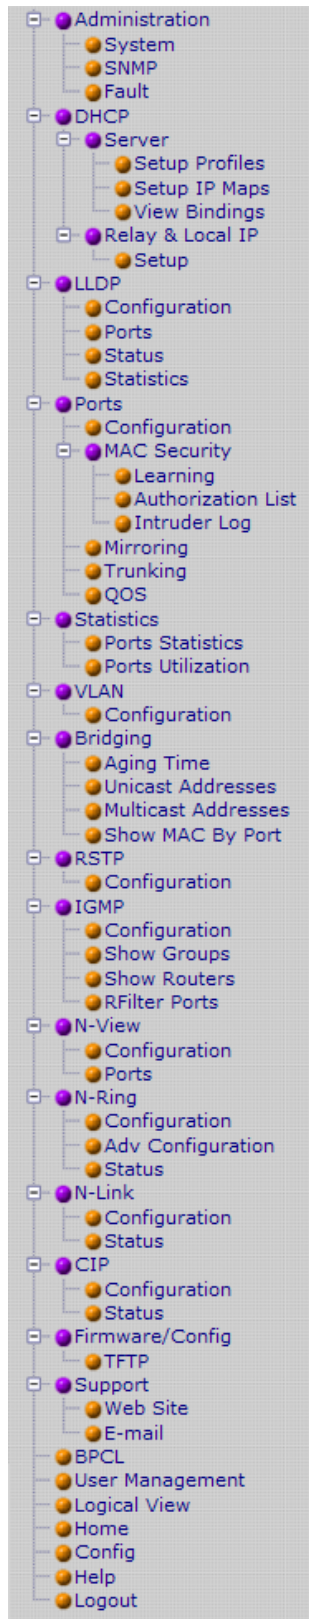 Administration
System
SNMP
Fault
DHCP
Server
Setup Profiles
Setup IP Maps
View Bindings
Relay & Local IP
Setup
LLDP
Configuration
Ports
Status
Statistics
Ports
Configuration
MAC Security
Learning
Authorization List
Intruder Log
Mirroring
Trunking
QOS
Statistics
Ports Statistics
Ports Utilization
VLAN
Configuration
Bridging
Aging Time
Unicast Addresses
Multicast Addresses
Show MAC By Port
RSTP
Configuration
IGMP
Configuration
Show Groups
Show Routers
RFilter Ports
N-View
Configuration
Ports
N-Ring
Configuration
Adv Configuration
Status
N-Link
Configuration
Status
CIP
Configuration
Status
Firmware/Config
TFTP
Support
Web Site
E-mail
BPCL
User Management
Logical View
Home
Config
Help
Logout